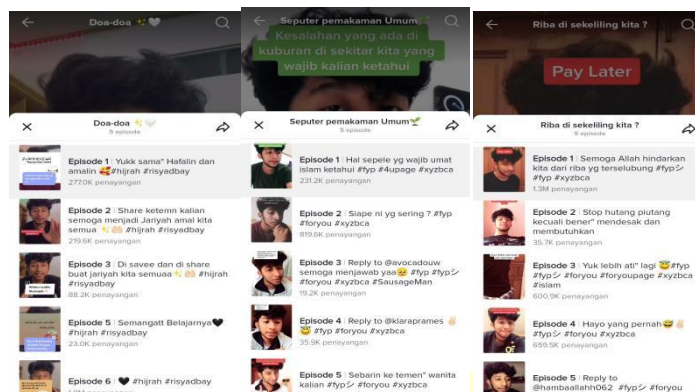 Doa-doa ✨🤍
Doa-doa ✨🤍
5 episode
Episode 1 | Yukk sama" Hafalin dan
amalin 🥰#hijrah #risyadbay
277.0K penayangan
Episode 2 | Share ketemn kalian
semoga menjadi Jariyah amal kita
semua ✨🤲🏻 #hijrah #risyadbay
219.6K penayangan
Episode 3 | Di savee dan di share
buat jariyah kita semuaa✨🤲🏻 #hijrah
#risyadbay
88.2K penayangan
Episode 5 | Semangatt Belajarnya🖤
#hijrah #risyadbay
23.0K penayangan
Episode 6 | 🖤 #hijrah #risyadbay
Seputer pemakaman Umum🌱
Kesalahan yang ada di
kuburan di sekitar kita yang
wajib kalian ketahui
Seputer pemakaman Umum🌱
5 episode
Episode 1 | Hal sepele yg wajib umat
islam ketahui #fyp #4upage #xyzbca
231.2K penayangan
Episode 2 | Siape ni yg sering ? #fyp
#foryou #xyzbca
819.6K penayangan
Episode 3 | Reply to @avocadouw
semoga menjawab yaa🥺 #fyp #fypシ
#foryou #xyzbca #SausageMan
19.2K penayangan
Episode 4 | Reply to @klaraprames ✌🏻
😇 #fyp #foryou #xyzbca
35.9K penayangan
Episode 5 | Sebarin ke temen" wanita
kalian #fypシ #foryou #xyzbca
Riba di sekeliling kita ?
Pay Later
Riba di sekeliling kita ?
9 episode
Episode 1 | Semoga Allah hindarkan
kita dari riba yg terselubung #fypシ
#fyp #xyzbca
1.3M penayangan
Episode 2 | Stop hutang piutang
kecuali bener" mendesak dan
membutuhkan
35.7K penayangan
Episode 3 | Yuk lebih ati" lagi 😇#fyp
#fypシ #foryou #foryoupage #xyzbca
#islam
600.9K penayangan
Episode 4 | Hayo yang pernah😅✌🏻
#fypシ #foryou #xyzbca
659.5K penayangan
Episode 5 | Reply to
@hambaallahh062 #fypシ #foryou